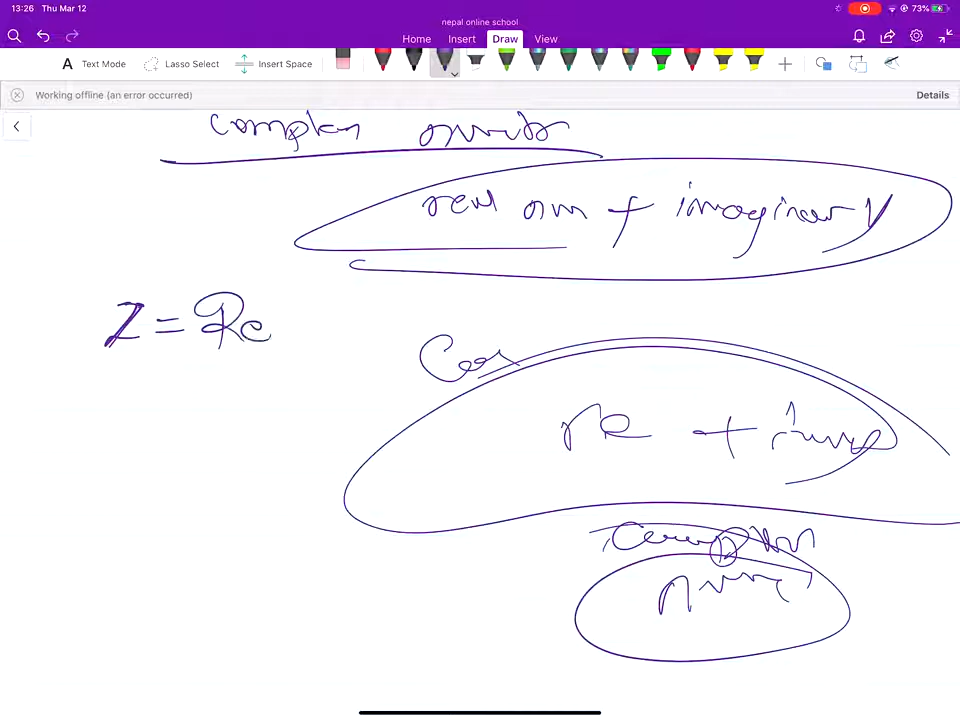 13:26 Thu Mar 12
73%
nepal online school
Home Insert Draw View
Text Mode Lasso Select Insert Space
Working offline (an error occurred)
Details
complex
real num + imaginary
Z = Re
Re +